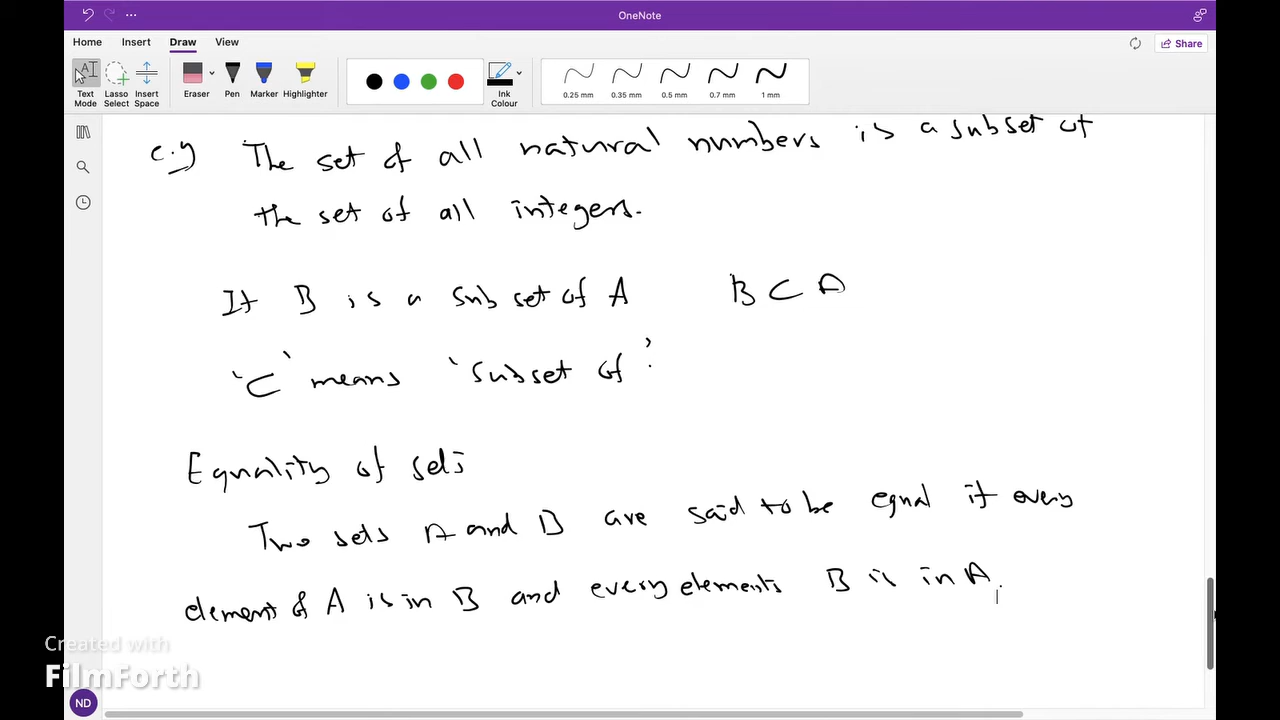 OneNote
Home Insert Draw View Share
Text Mode Lasso Select Insert Space Eraser Pen Marker Highlighter Ink Colour 0.25 mm 0.35 mm 0.5 mm 0.7 mm 1 mm
e.g The set of all natural numbers is a subset of
the set of all integers.
If B is a subset of A B ⊂ A
'⊂' means 'subset of'.
Equality of sets
Two sets A and B are said to be equal if every
element of A is in B and every elements B is in A.
Created with
FilmForth
ND